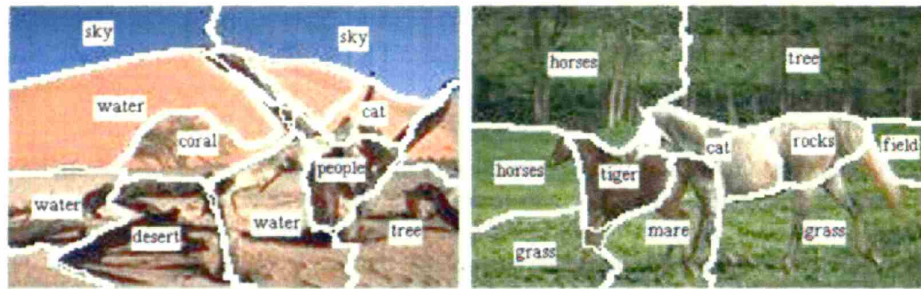 sky
sky
water
cat
coral
people
water
desert
water
tree
horses
tree
horses
tiger
cat
rocks
field
grass
mare
grass